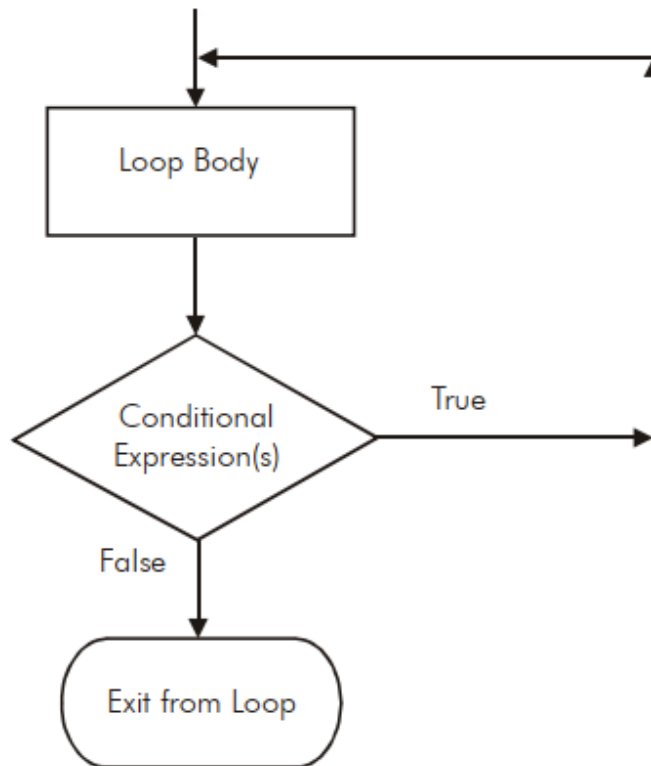 Loop Body
Conditional
Expression(s)
True
False
Exit from Loop